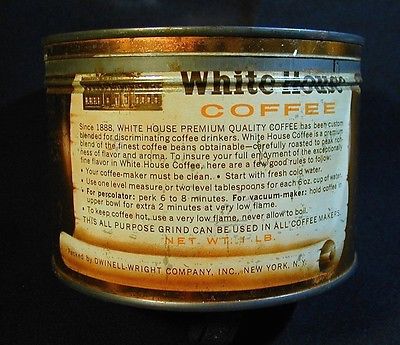 White House
COFFEE
Since 1888, WHITE HOUSE PREMIUM QUALITY COFFEE has been custom
blended for discriminating coffee drinkers. White House Coffee is a premium
blend of the finest coffee beans obtainable—carefully roasted to peak rich-
ness of flavor and aroma. To insure your full enjoyment of the exceptionally
fine flavor in White House Coffee, here are a few good rules to follow:
• Your coffee-maker must be clean. • Start with fresh cold water.
• Use one level measure or two level tablespoons for each 6 oz. cup of water.
• For percolator: perk 6 to 8 minutes. For vacuum-maker: hold coffee in
upper bowl for extra 2 minutes at very low flame.
• To keep coffee hot, use a very low flame, never allow to boil.
THIS ALL PURPOSE GRIND CAN BE USED IN ALL COFFEE MAKERS.
NET. WT. 1 LB.
Packed by DWINELL-WRIGHT COMPANY, INC., NEW YORK, N.Y.